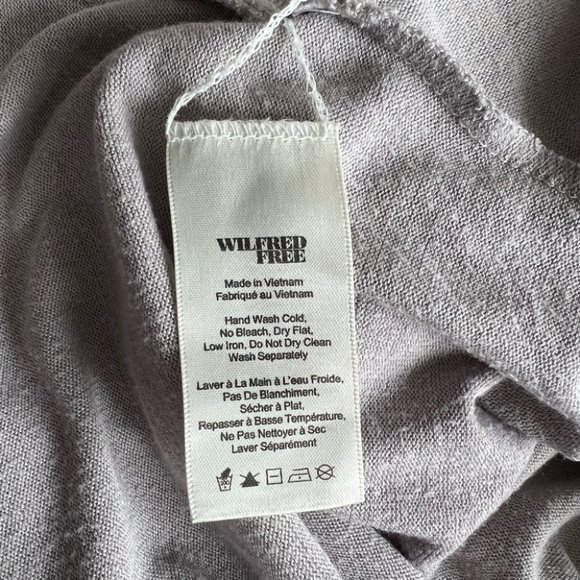 WILFRED
FREE
Made in Vietnam
Fabriqué au Vietnam
Hand Wash Cold,
No Bleach, Dry Flat,
Low Iron, Do Not Dry Clean
Wash Separately
Laver à La Main à L'eau Froide,
Pas De Blanchiment,
Sécher à Plat,
Repasser à Basse Température,
Ne Pas Nettoyer à Sec
Laver Séparément